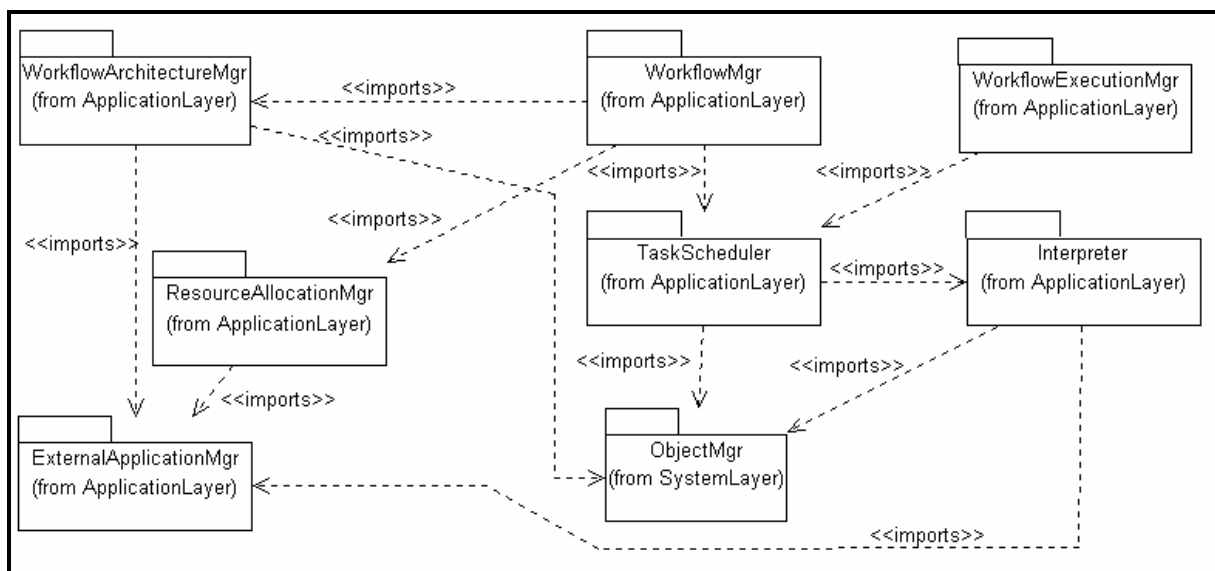 WorkflowArchitectureMgr
(from ApplicationLayer)
WorkflowMgr
(from ApplicationLayer)
WorkflowExecutionMgr
(from ApplicationLayer)
<<imports>>
<<imports>>
<<imports>>
<<imports>>
<<imports>>
<<imports>>
TaskScheduler
(from ApplicationLayer)
<<imports>>
Interpreter
(from ApplicationLayer)
ResourceAllocationMgr
(from ApplicationLayer)
<<imports>>
<<imports>>
<<imports>>
ExternalApplicationMgr
(from ApplicationLayer)
ObjectMgr
(from SystemLayer)
<<imports>>